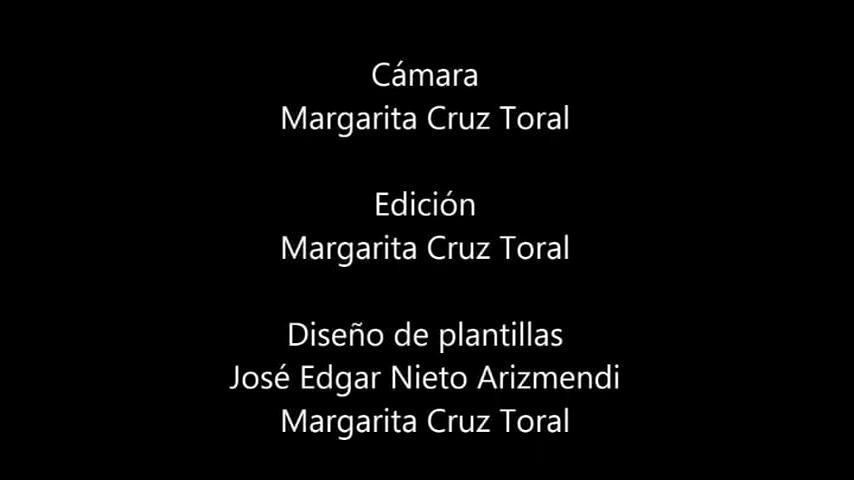 Cámara
Margarita Cruz Toral
Edición
Margarita Cruz Toral
Diseño de plantillas
José Edgar Nieto Arizmendi
Margarita Cruz Toral